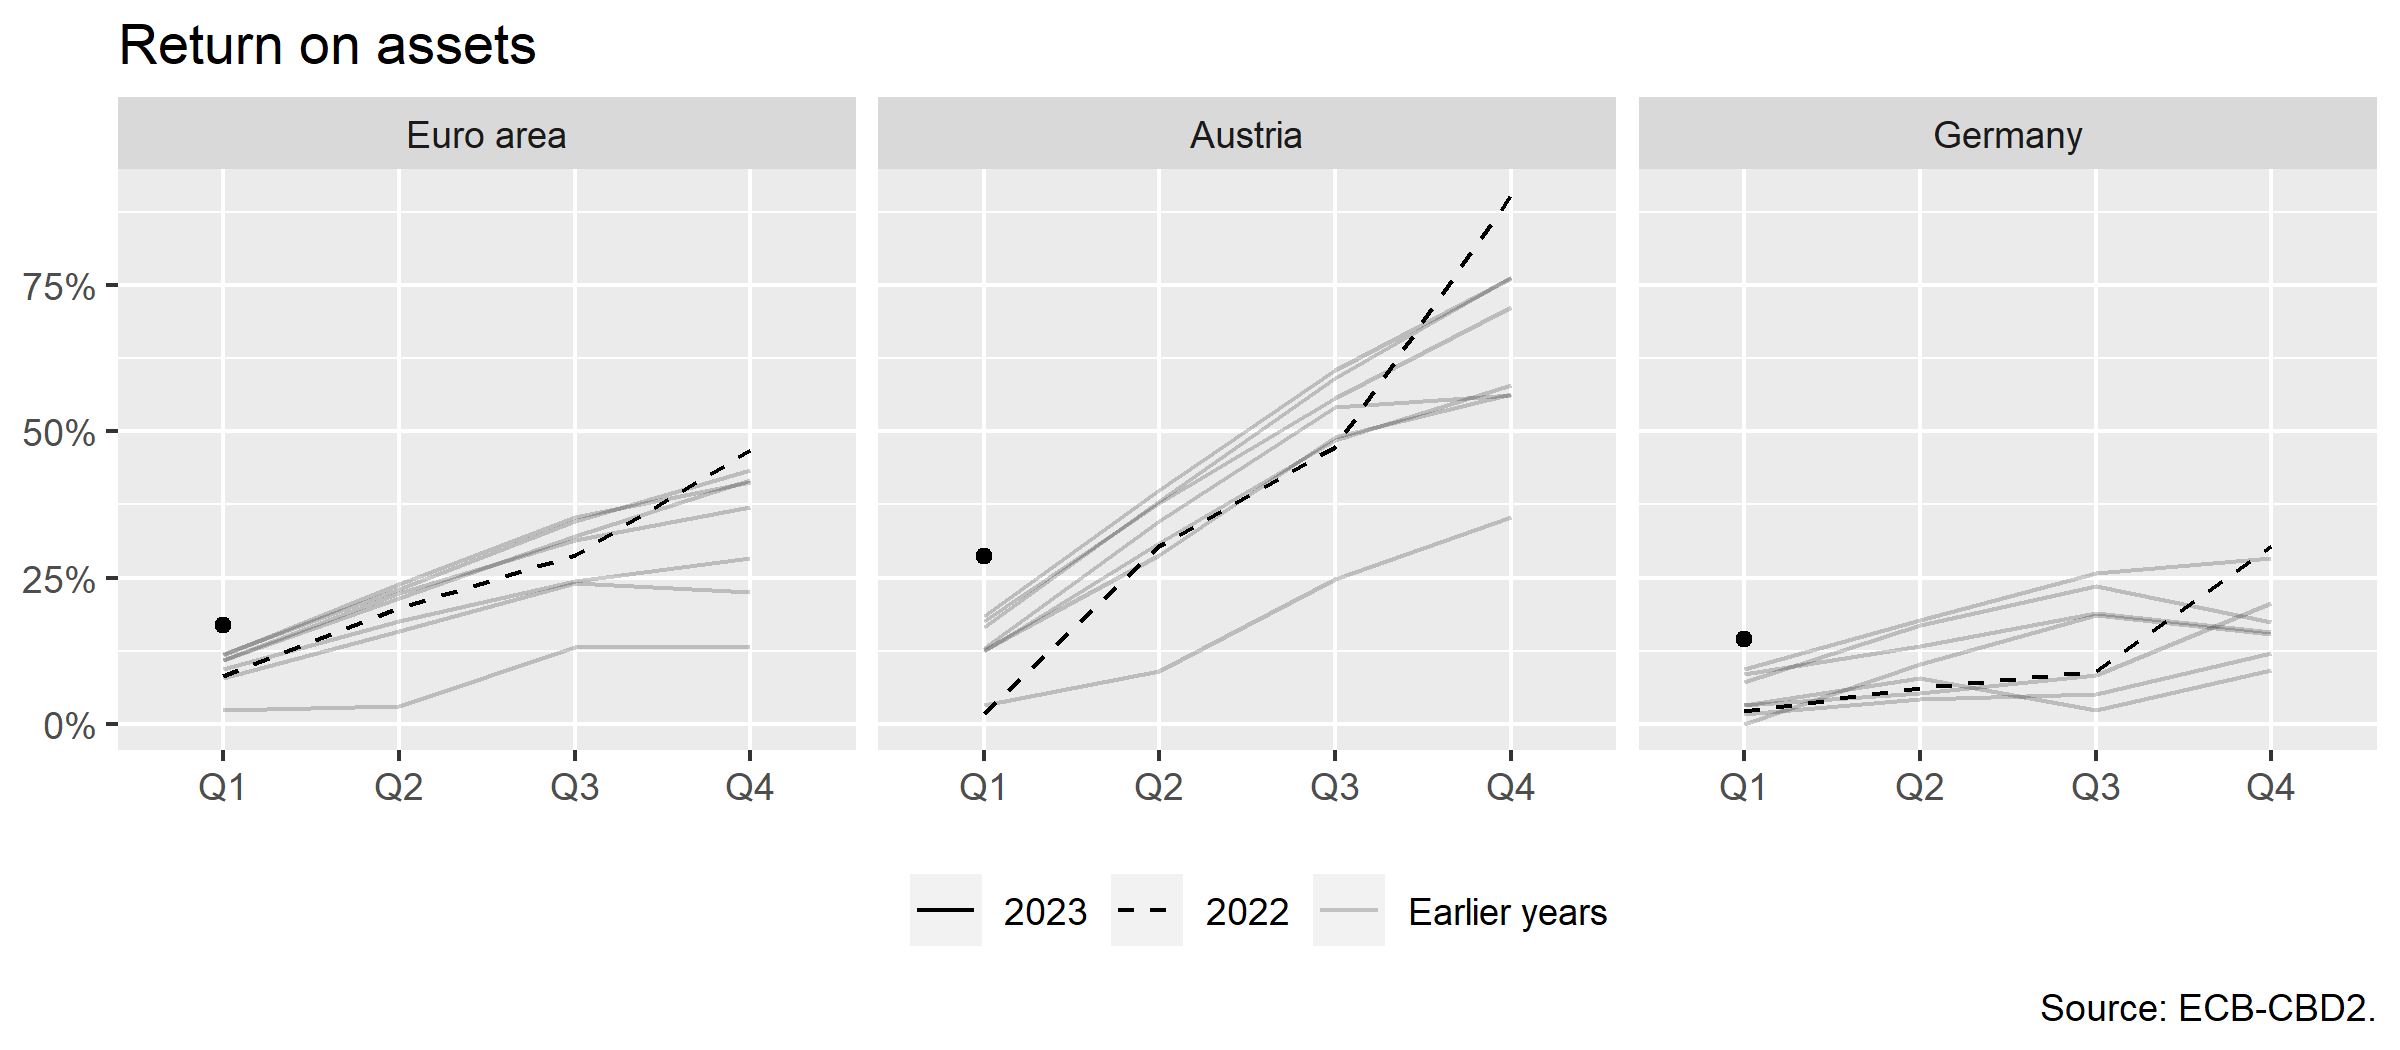 Return on assets
Euro area
Austria
Germany
75%
50%
25%
0%
Q1 Q2 Q3 Q4
Q1 Q2 Q3 Q4
Q1 Q2 Q3 Q4
2023 2022 Earlier years
Source: ECB-CBD2.